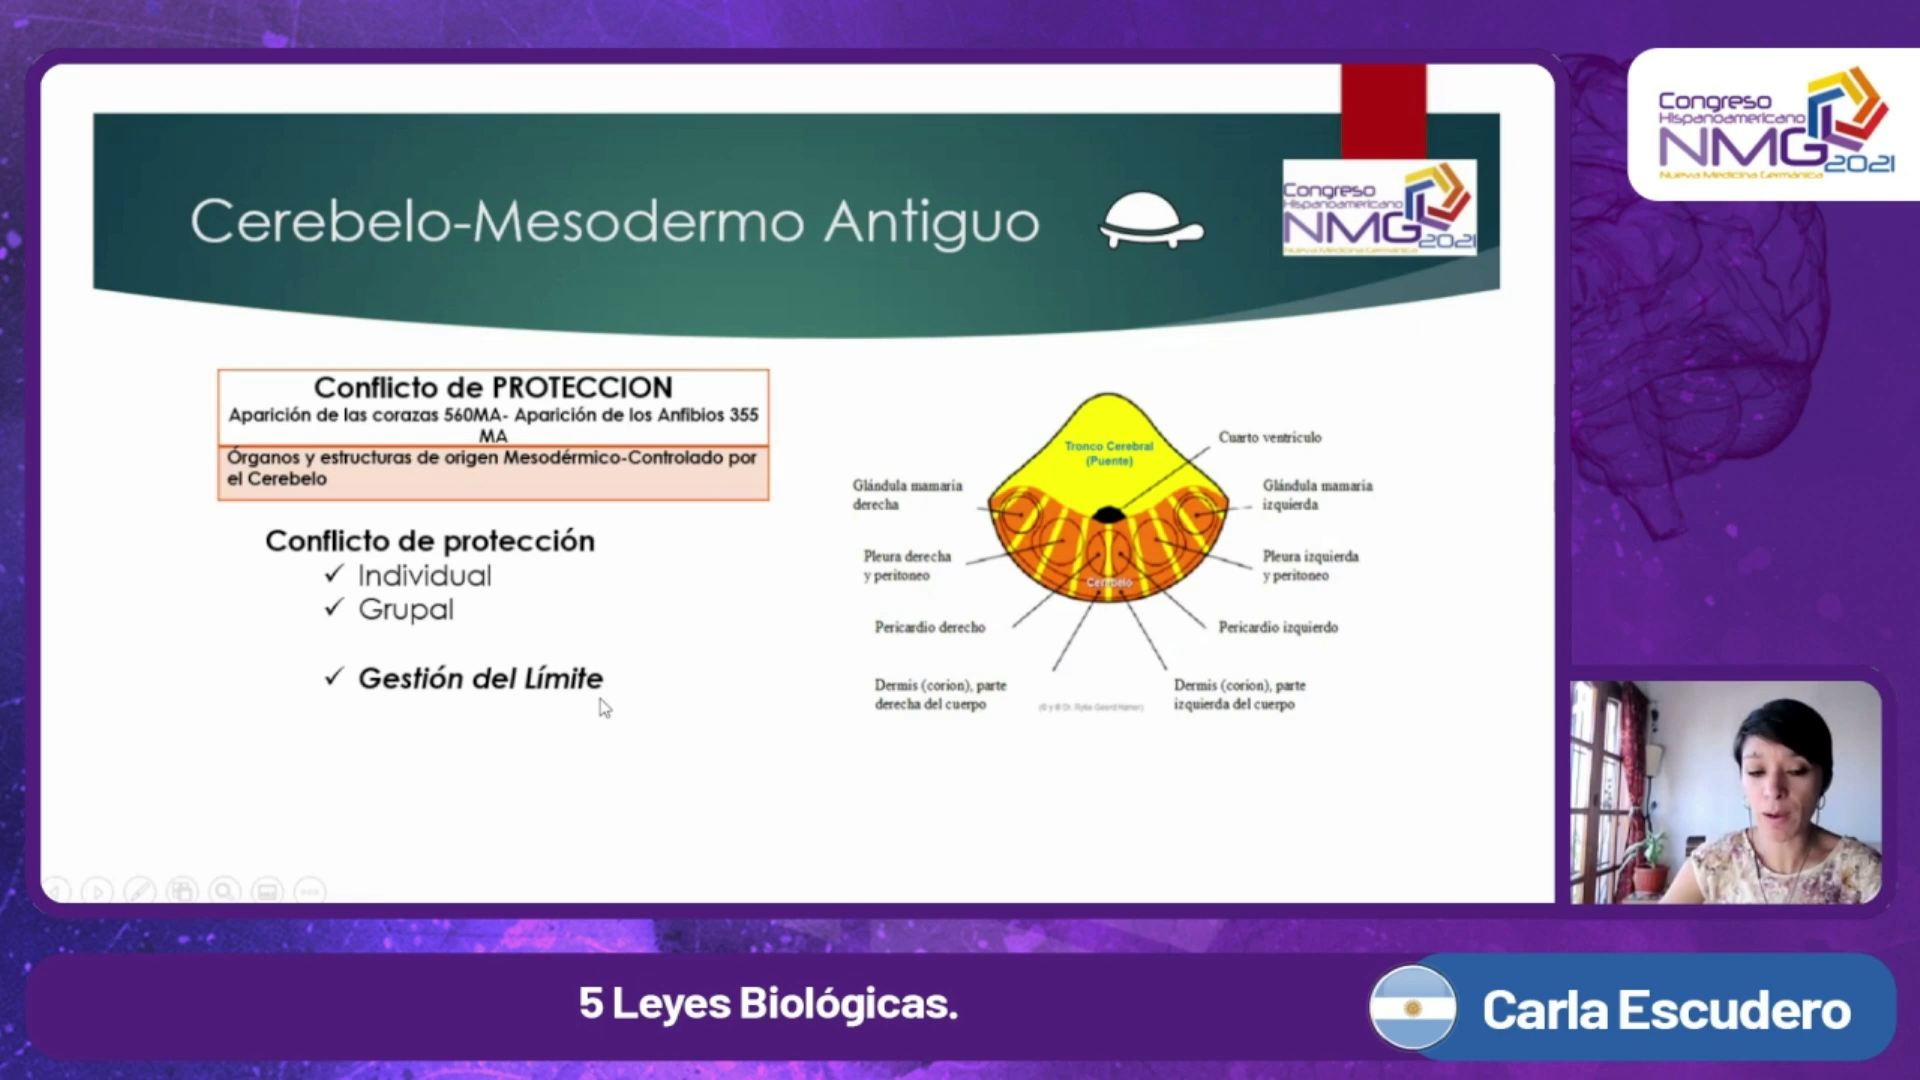 Cerebelo-Mesodermo Antiguo
Congreso
Hispanoamericano
NMG
2021
Nueva Medicina Germánica
Congreso
Hispanoamericano
NMG
2021
Nueva Medicina Germánica
Conflicto de PROTECCION
Aparición de las corazas 560MA- Aparición de los Anfibios 355
MA
Órganos y estructuras de origen Mesodérmico-Controlado por
el Cerebelo
Conflicto de protección
✓ Individual
✓ Grupal
✓ Gestión del Límite
Tronco Cerebral
(Puente)
Cuarto ventrículo
Glándula mamaria
derecha
Glándula mamaria
izquierda
Pleura derecha
y peritoneo
Pleura izquierda
y peritoneo
Cerebelo
Pericardio derecho
Pericardio izquierdo
Dermis (corion), parte
derecha del cuerpo
Dermis (corion), parte
izquierda del cuerpo
5 Leyes Biológicas.
Carla Escudero